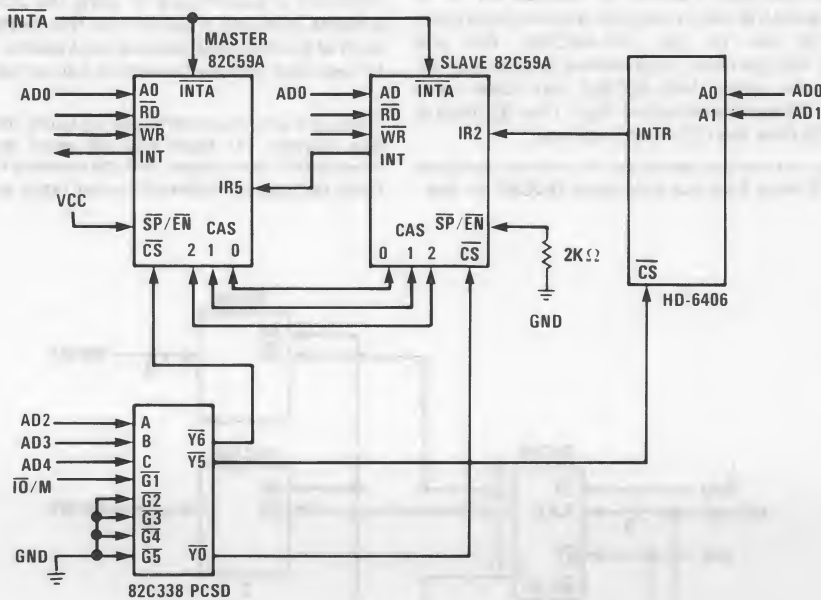 INTA
MASTER
82C59A
SLAVE 82C59A
AD0
A0
INTA
RD
WR
INT
IR5
VCC
SP/EN
CAS
CS
2
1
0
AD0
AD
INTA
RD
WR
IR2
INT
SP/EN
CAS
0
1
2
CS
2KΩ
GND
A0
AD0
A1
AD1
INTR
CS
HD-6406
AD2
A
AD3
B
Y6
AD4
C
Y5
IO/M
G1
G2
G3
G4
GND
G5
Y0
82C338 PCSD